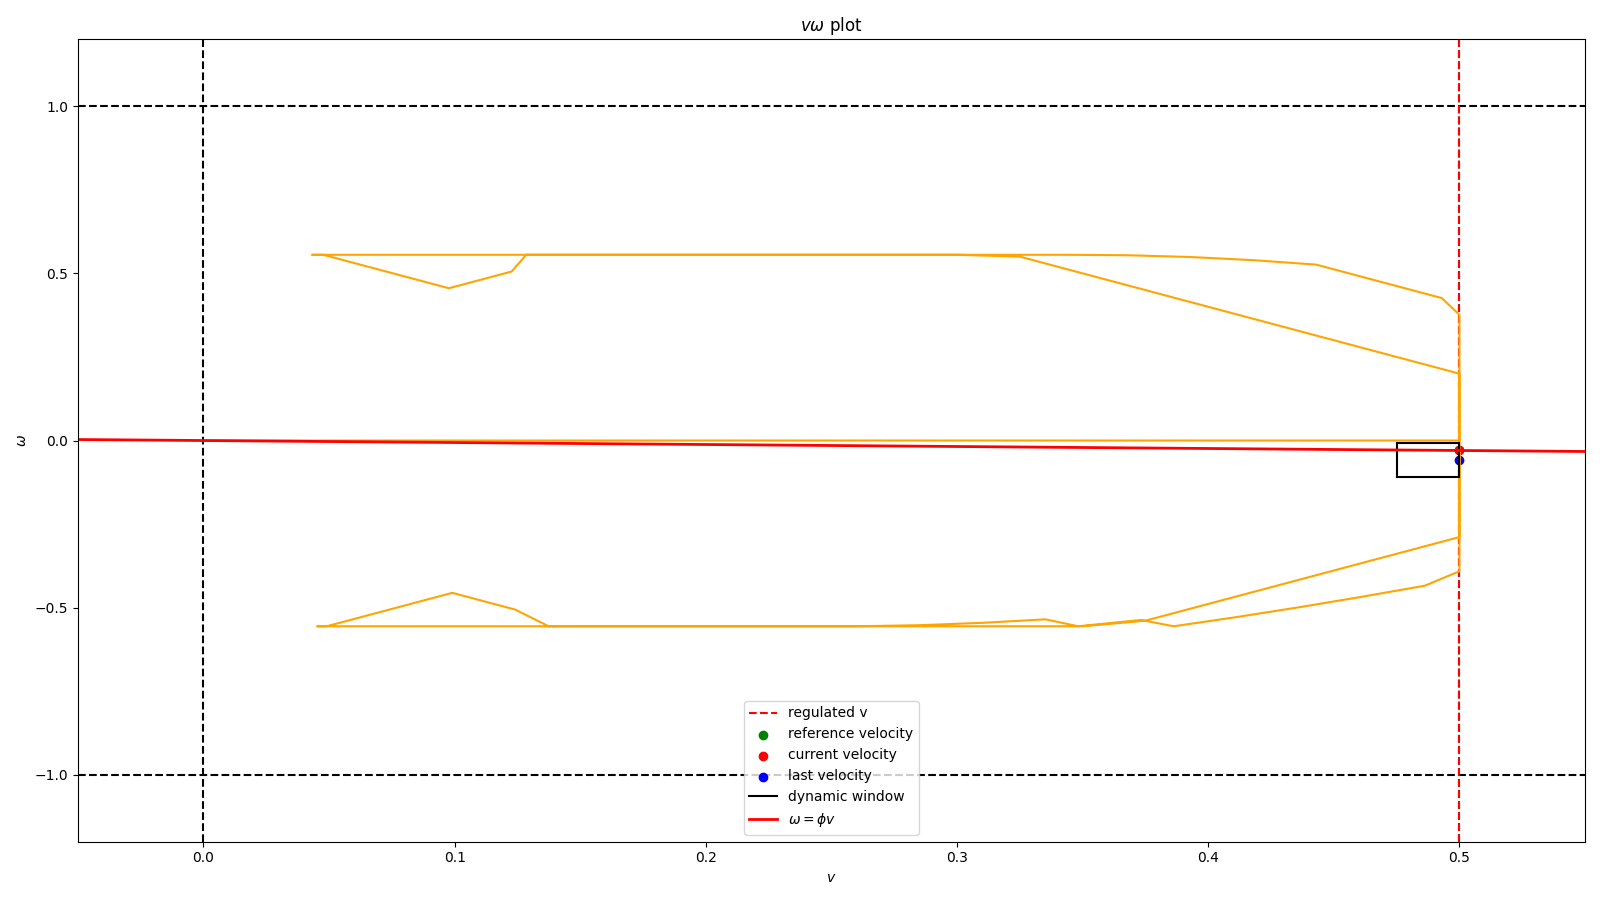 vω plot
1.0
0.5
0.0
−0.5
−1.0
ω
0.0 0.1 0.2 0.3 0.4 0.5
v
regulated v
reference velocity
current velocity
last velocity
dynamic window
ω = ϕv